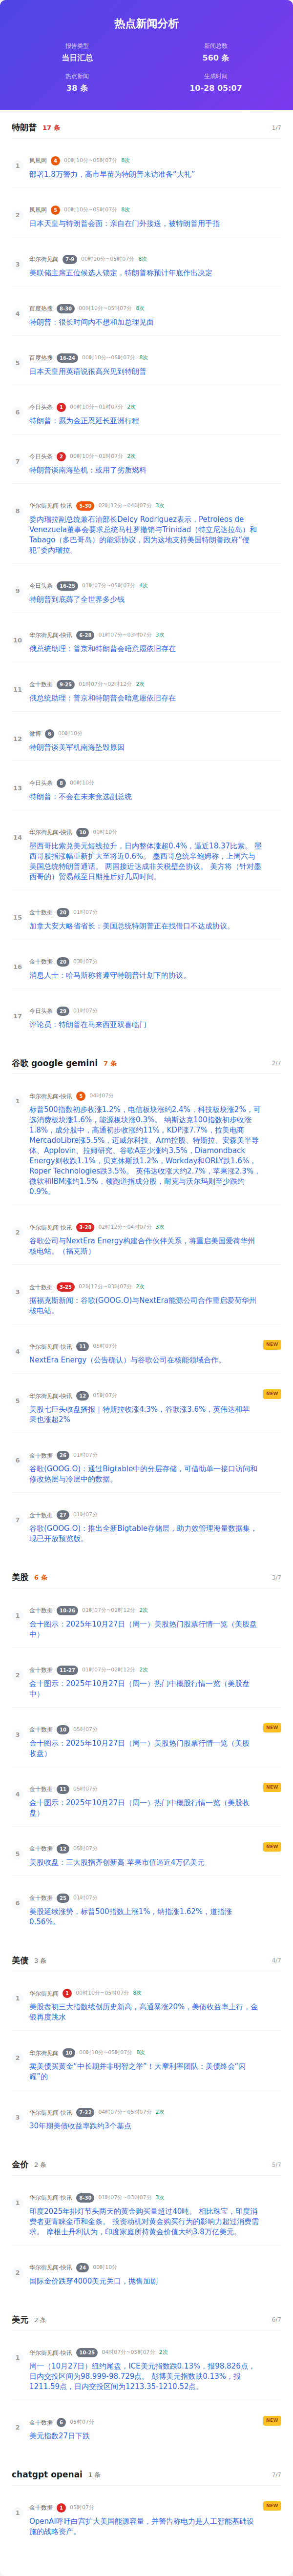 热点新闻分析
报告类型
新闻总数
当日汇总
560 条
热点新闻
生成时间
38 条
10-28 05:07
特朗普 17 条 1/7
1
凤凰网 4 00时10分~05时07分 8次
部署1.8万警力，高市早苗为特朗普来访准备“大礼”
2
凤凰网 5 00时10分~05时07分 8次
日本天皇与特朗普会面：亲自在门外接送，被特朗普用手指
3
华尔街见闻 7-9 00时10分~05时07分 8次
美联储主席五位候选人锁定，特朗普称预计年底作出决定
4
百度热搜 8-30 00时10分~05时07分 8次
特朗普：很长时间内不想和加总理见面
5
百度热搜 16-24 00时10分~05时07分 8次
日本天皇用英语说很高兴见到特朗普
6
今日头条 1 00时10分~01时07分 2次
特朗普：愿为金正恩延长亚洲行程
7
今日头条 2 00时10分~01时07分 2次
特朗普谈南海坠机：或用了劣质燃料
8
华尔街见闻-快讯 5-30 02时12分~04时07分 3次
委内瑞拉副总统兼石油部长Delcy Rodriguez表示，Petroleos de
Venezuela董事会要求总统马杜罗撤销与Trinidad（特立尼达拉岛）和
Tabago（多巴哥岛）的能源协议，因为这地支持美国特朗普政府“侵
犯”委内瑞拉。
9
今日头条 16-25 01时07分~05时07分 4次
特朗普到底薅了全世界多少钱
10
华尔街见闻-快讯 6-28 01时07分~03时07分 3次
俄总统助理：普京和特朗普会晤意愿依旧存在
11
金十数据 9-25 01时07分~02时12分 2次
俄总统助理：普京和特朗普会晤意愿依旧存在
12
微博 6 00时10分
特朗普谈美军机南海坠毁原因
13
今日头条 8 00时10分
特朗普：不会在未来竞选副总统
14
华尔街见闻-快讯 10 00时10分
墨西哥比索兑美元短线拉升，日内整体涨超0.4%，逼近18.37比索。 墨
西哥股指涨幅重新扩大至将近0.6%。 墨西哥总统辛鲍姆称，上周六与
美国总统特朗普通话。 两国接近达成非关税壁垒协议。 美方将（针对墨
西哥的）贸易截至日期推后好几周时间。
15
金十数据 20 01时07分
加拿大安大略省省长：美国总统特朗普正在找借口不达成协议。
16
金十数据 20 03时07分
消息人士：哈马斯称将遵守特朗普计划下的协议。
17
今日头条 29 01时07分
评论员：特朗普在马来西亚双喜临门
谷歌 google gemini 7 条 2/7
1
华尔街见闻-快讯 5 04时07分
标普500指数初步收涨1.2%，电信板块涨约2.4%，科技板块涨2%，可
选消费板块涨1.6%，能源板块涨0.3%。 纳斯达克100指数初步收涨
1.8%，成分股中，高通初步收涨约11%，KDP涨7.7%，拉美电商
MercadoLibre涨5.5%，迈威尔科技、Arm控股、特斯拉、安森美半导
体、Applovin、拉姆研究、谷歌A至少涨约3.5%，Diamondback
Energy则收跌1.1%，贝克休斯跌1.2%，Workday和ORLY跌1.6%，
Roper Technologies跌3.5%。 英伟达收涨大约2.7%，苹果涨2.3%，
微软和IBM涨约1.5%，领跑道指成分股，耐克与沃尔玛则至少跌约
0.9%。
2
华尔街见闻-快讯 3-28 02时12分~04时07分 3次
谷歌公司与NextEra Energy构建合作伙伴关系，将重启美国爱荷华州
核电站。（福克斯）
3
金十数据 3-25 02时12分~03时07分 2次
据福克斯新闻：谷歌(GOOG.O)与NextEra能源公司合作重启爱荷华州
核电站。
4
华尔街见闻-快讯 11 05时07分 NEW
NextEra Energy（公告确认）与谷歌公司在核能领域合作。
5
华尔街见闻-快讯 12 05时07分 NEW
美股七巨头收盘播报｜特斯拉收涨4.3%，谷歌涨3.6%，英伟达和苹
果也涨超2%
6
金十数据 26 01时07分
谷歌(GOOG.O)：通过Bigtable中的分层存储，可借助单一接口访问和
修改热层与冷层中的数据。
7
金十数据 27 01时07分
谷歌(GOOG.O)：推出全新Bigtable存储层，助力效管理海量数据集，
现已开放预览版。
美股 6 条 3/7
1
金十数据 10-26 01时07分~02时12分 2次
金十图示：2025年10月27日（周一）美股热门股票行情一览（美股盘
中）
2
金十数据 11-27 01时07分~02时12分 2次
金十图示：2025年10月27日（周一）热门中概股行情一览（美股盘
中）
3
金十数据 10 05时07分 NEW
金十图示：2025年10月27日（周一）美股热门股票行情一览（美股
收盘）
4
金十数据 11 05时07分 NEW
金十图示：2025年10月27日（周一）热门中概股行情一览（美股收
盘）
5
金十数据 12 05时07分 NEW
美股收盘：三大股指齐创新高 苹果市值逼近4万亿美元
6
金十数据 25 01时07分
美股延续涨势，标普500指数上涨1%，纳指涨1.62%，道指涨
0.56%。
美债 3 条 4/7
1
华尔街见闻 1 00时10分~05时07分 8次
美股盘初三大指数续创历史新高，高通暴涨20%，美债收益率上行，金
银再度跳水
2
华尔街见闻 10 00时10分~05时07分 8次
卖美债买黄金“中长期并非明智之举”！大摩利率团队：美债终会“闪
耀”的
3
华尔街见闻-快讯 7-22 04时07分~05时07分 2次
30年期美债收益率跌约3个基点
金价 2 条 5/7
1
华尔街见闻-快讯 8-30 01时07分~03时07分 3次
印度2025年排灯节头两天的黄金购买量超过40吨。 相比珠宝，印度消
费者更青睐金币和金条。 投资动机对黄金购买行为的影响力超过消费需
求。 摩根士丹利认为，印度家庭所持黄金价值大约3.8万亿美元。
2
华尔街见闻-快讯 24 00时10分
国际金价跌穿4000美元关口，抛售加剧
美元 2 条 6/7
1
华尔街见闻-快讯 10-25 04时07分~05时07分 2次
周一（10月27日）纽约尾盘，ICE美元指数跌0.13%，报98.826点，
日内交投区间为98.999-98.729点。 彭博美元指数跌0.13%，报
1211.59点，日内交投区间为1213.35-1210.52点。
2
金十数据 6 05时07分 NEW
美元指数27日下跌
chatgpt openai 1 条 7/7
1
金十数据 1 05时07分 NEW
OpenAI呼吁白宫扩大美国能源容量，并警告称电力是人工智能基础设
施的战略资产。